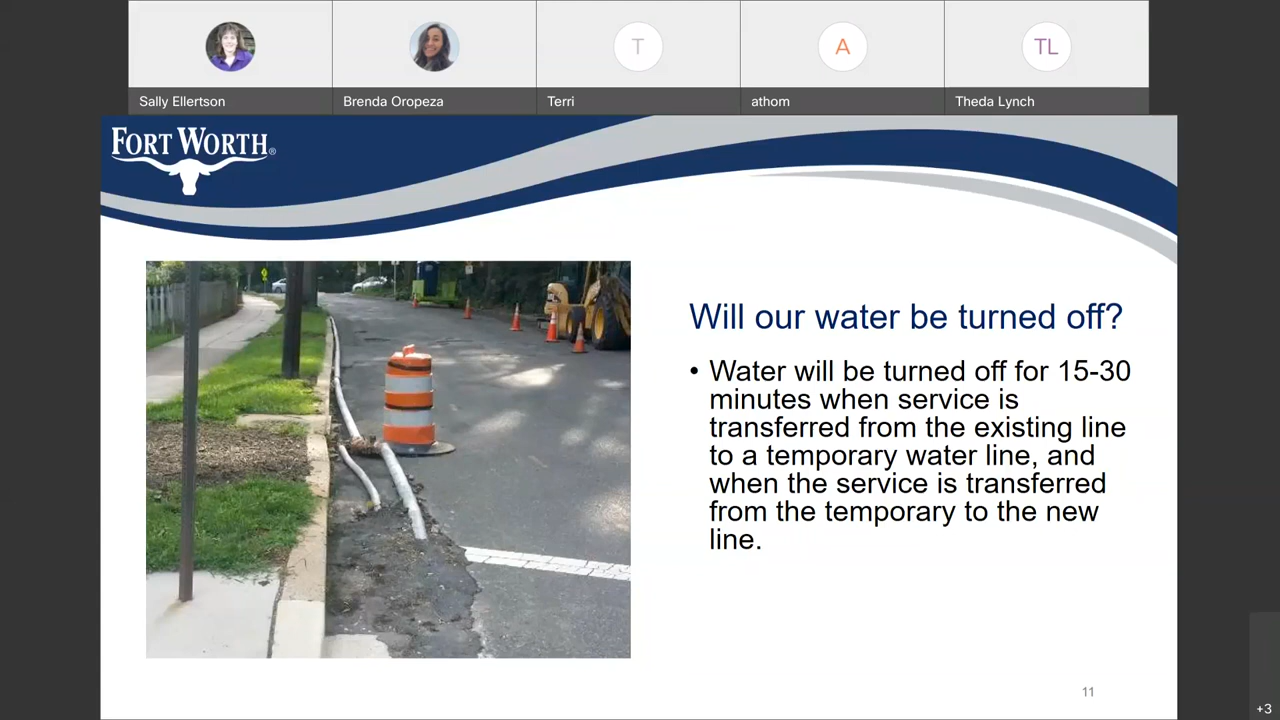 T
A
TL
Sally Ellertson
Brenda Oropeza
Terri
athom
Theda Lynch
FORT WORTH®
Will our water be turned off?
• Water will be turned off for 15-30
minutes when service is
transferred from the existing line
to a temporary water line, and
when the service is transferred
from the temporary to the new
line.
11
+3